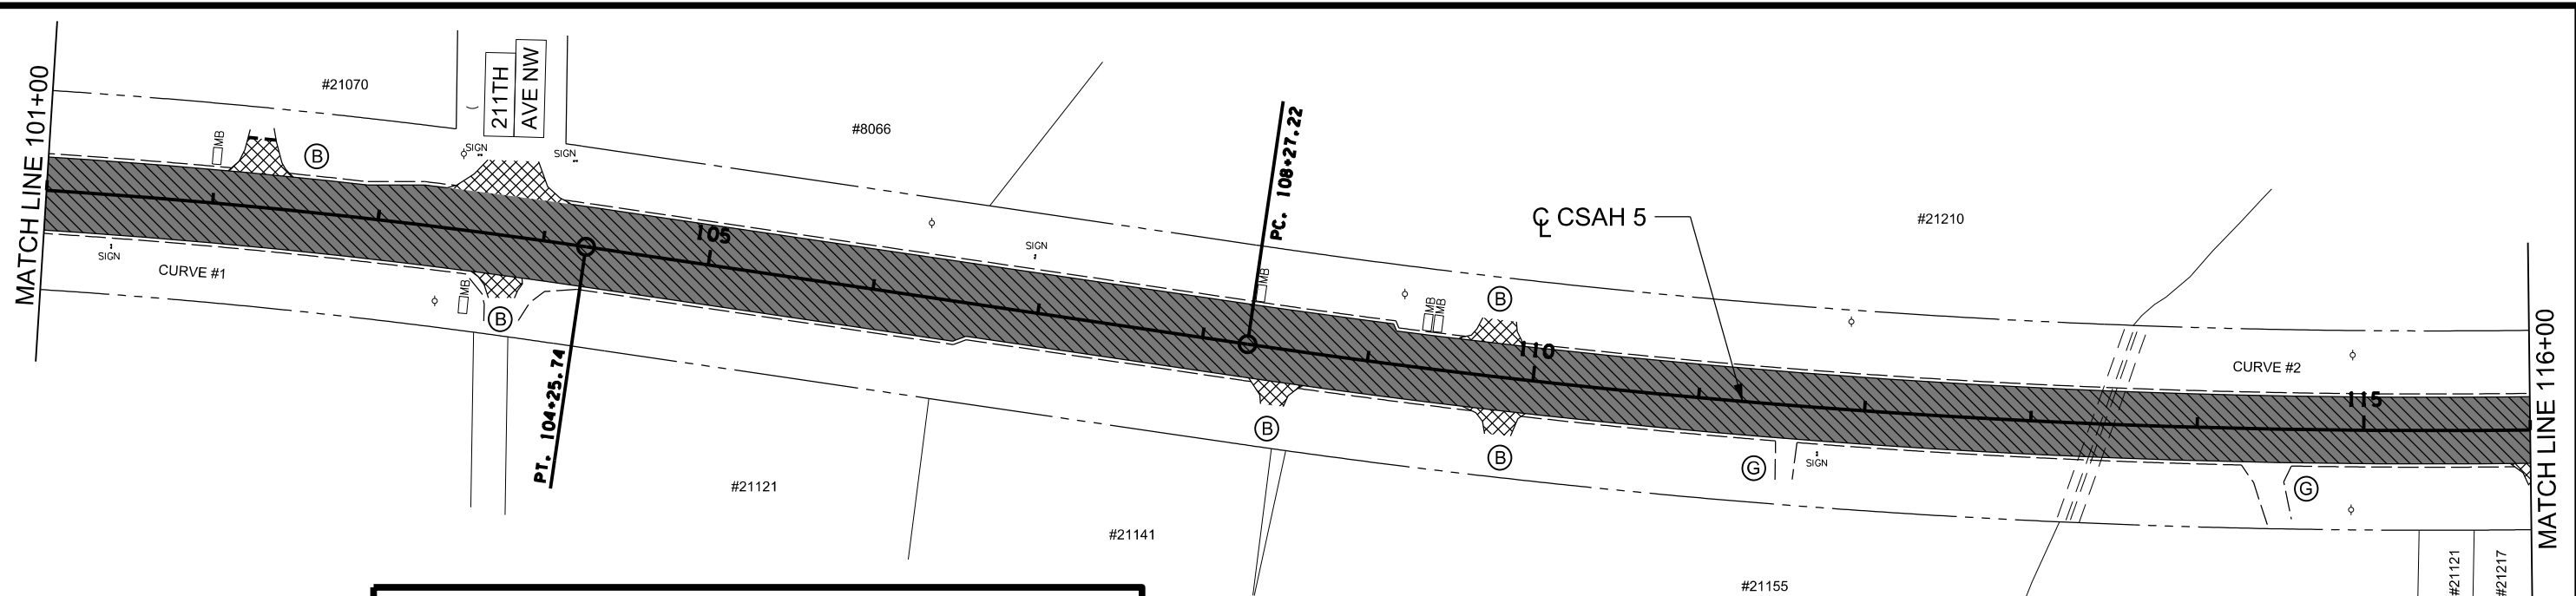 MATCH LINE 101+00
#21070
211TH
AVE NW
MB
B
SIGN
SIGN
#8066
SIGN
CURVE #1
MB
B
PT. 104+25.74
105
SIGN
PC. 108+27.22
MB
B
MB
MB
B
110
B
℄ CSAH 5
#21210
G
SIGN
CURVE #2
115
G
MATCH LINE 116+00
#21121
#21141
#21155
#21121
#21217